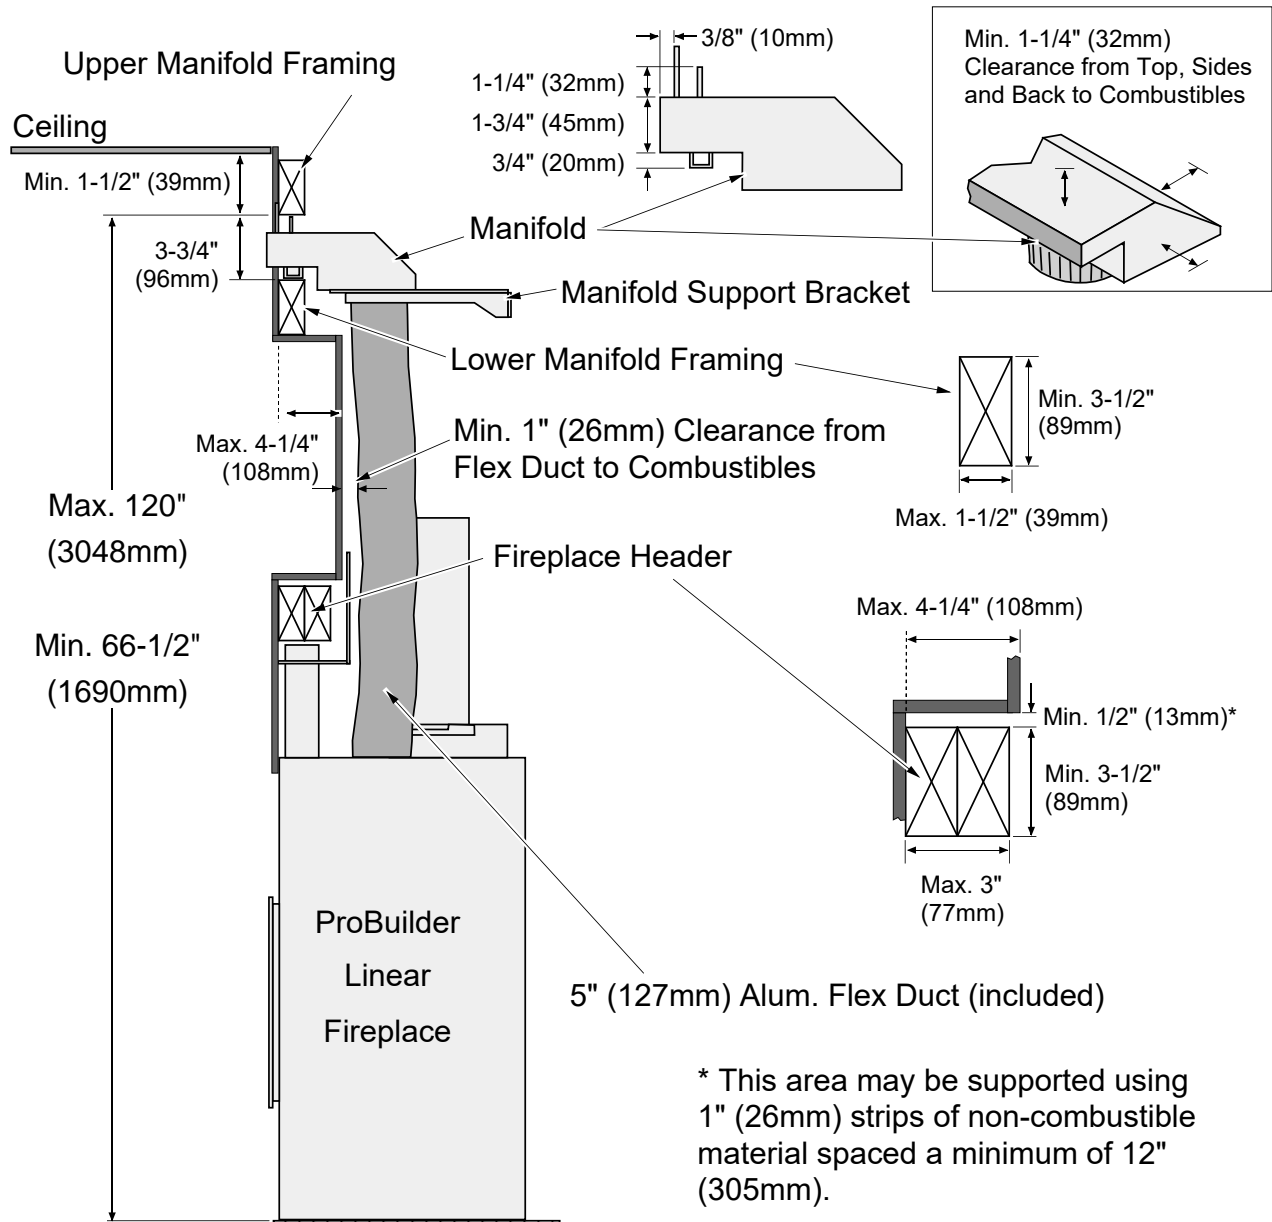 Upper Manifold Framing
Ceiling
Min. 1-1/2" (39mm)
3-3/4"
(96mm)
3/8" (10mm)
1-1/4" (32mm)
1-3/4" (45mm)
3/4" (20mm)
Min. 1-1/4" (32mm)
Clearance from Top, Sides
and Back to Combustibles
Manifold
Manifold Support Bracket
Lower Manifold Framing
Min. 3-1/2"
(89mm)
Max. 1-1/2" (39mm)
Max. 4-1/4"
(108mm)
Min. 1" (26mm) Clearance from
Flex Duct to Combustibles
Max. 120"
(3048mm)
Min. 66-1/2"
(1690mm)
Fireplace Header
Max. 4-1/4" (108mm)
Min. 1/2" (13mm)*
Min. 3-1/2"
(89mm)
Max. 3"
(77mm)
ProBuilder
Linear
Fireplace
5" (127mm) Alum. Flex Duct (included)
* This area may be supported using
1" (26mm) strips of non-combustible
material spaced a minimum of 12"
(305mm).